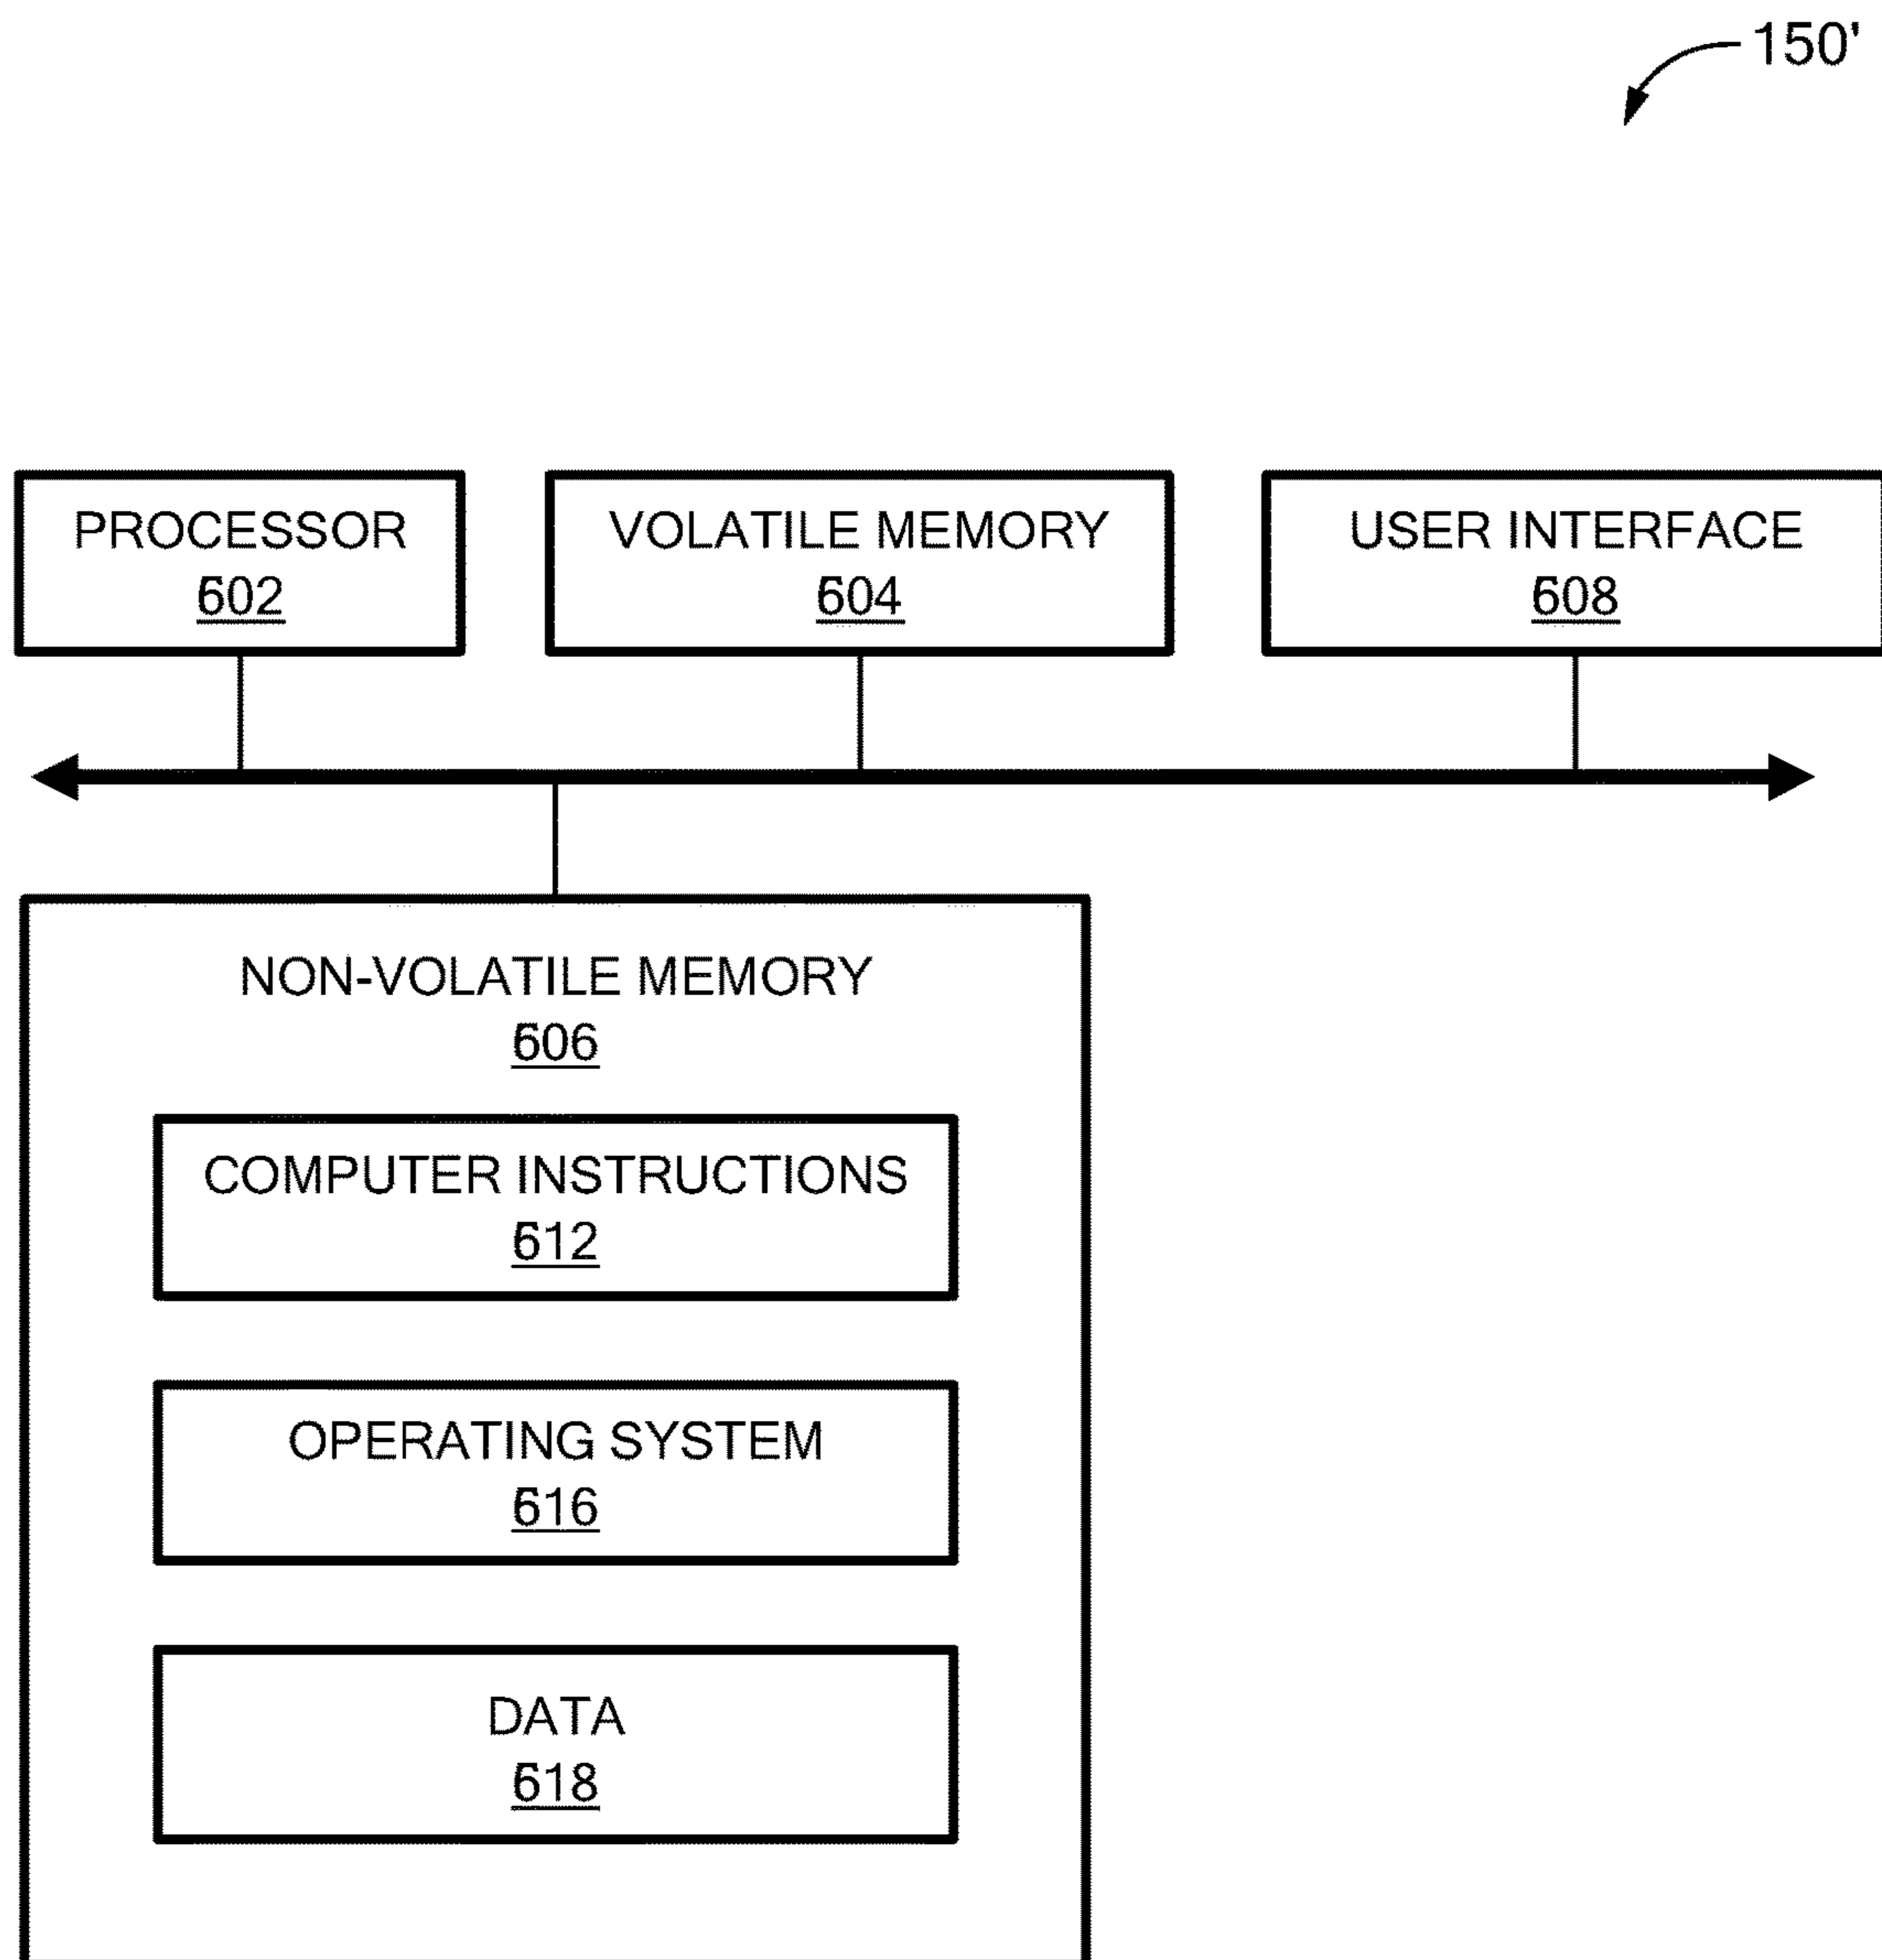 150'
PROCESSOR
602
VOLATILE MEMORY
604
USER INTERFACE
608
NON-VOLATILE MEMORY
606
COMPUTER INSTRUCTIONS
612
OPERATING SYSTEM
616
DATA
618